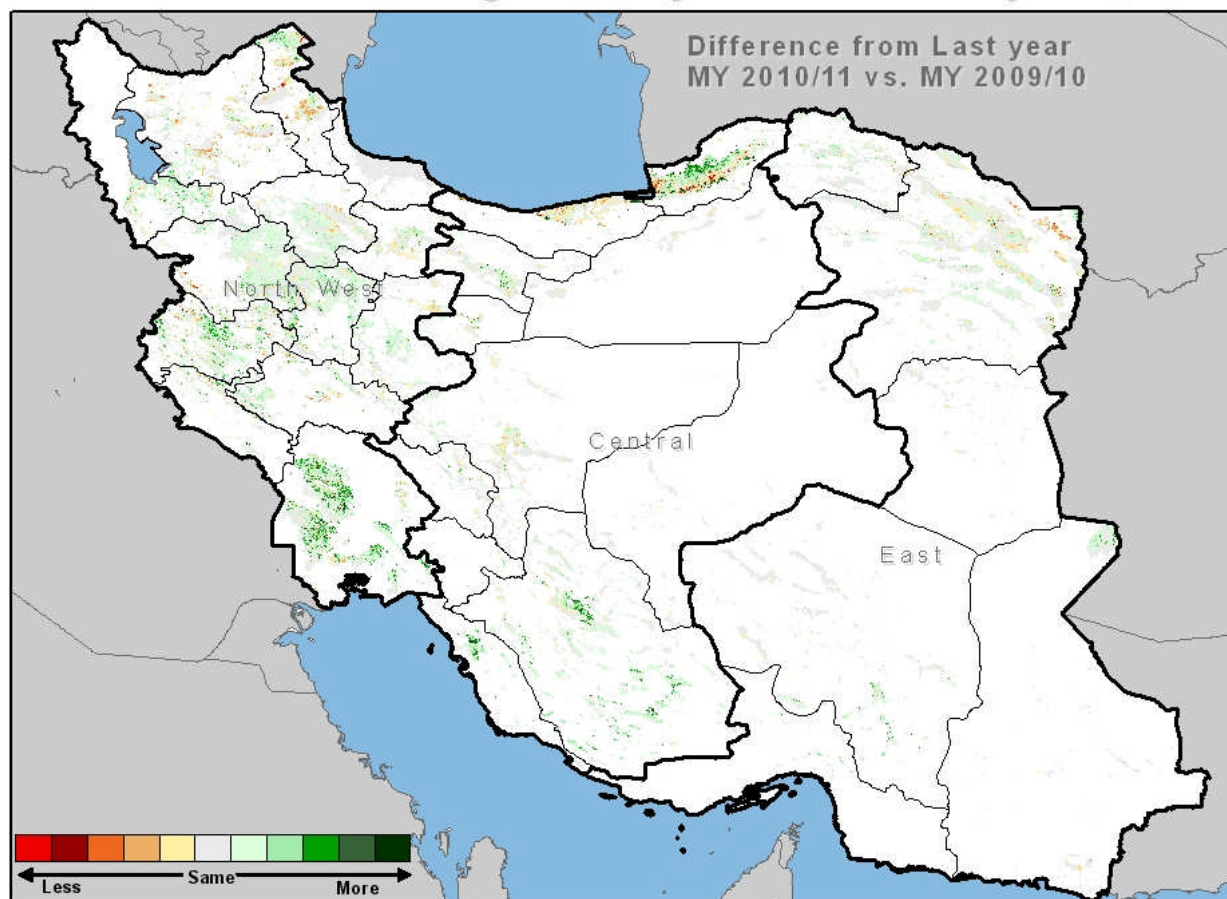 Difference from Last year
MY 2010/11 vs. MY 2009/10
North West
Central
East
Same
Less
More